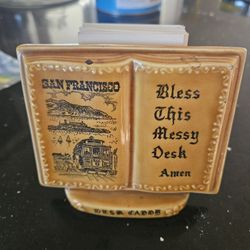 SAN FRANCISCO
Bless
This
Messy
Desk
Amen
DESK CADDY